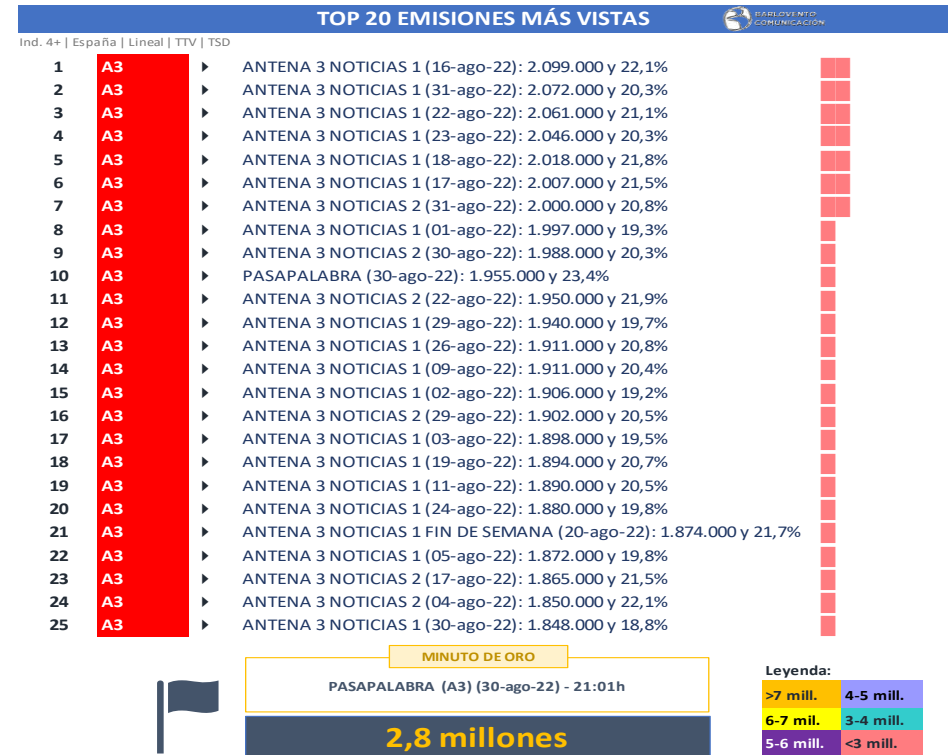 TOP 20 EMISIONES MÁS VISTAS
BARLOVENTO
COMUNICACIÓN
Ind. 4+ | España | Lineal | TTV | TSD
1 A3 ANTENA 3 NOTICIAS 1 (16-ago-22): 2.099.000 y 22,1%
2 A3 ANTENA 3 NOTICIAS 1 (31-ago-22): 2.072.000 y 20,3%
3 A3 ANTENA 3 NOTICIAS 1 (22-ago-22): 2.061.000 y 21,1%
4 A3 ANTENA 3 NOTICIAS 1 (23-ago-22): 2.046.000 y 20,3%
5 A3 ANTENA 3 NOTICIAS 1 (18-ago-22): 2.018.000 y 21,8%
6 A3 ANTENA 3 NOTICIAS 1 (17-ago-22): 2.007.000 y 21,5%
7 A3 ANTENA 3 NOTICIAS 2 (31-ago-22): 2.000.000 y 20,8%
8 A3 ANTENA 3 NOTICIAS 1 (01-ago-22): 1.997.000 y 19,3%
9 A3 ANTENA 3 NOTICIAS 2 (30-ago-22): 1.988.000 y 20,3%
10 A3 PASAPALABRA (30-ago-22): 1.955.000 y 23,4%
11 A3 ANTENA 3 NOTICIAS 2 (22-ago-22): 1.950.000 y 21,9%
12 A3 ANTENA 3 NOTICIAS 1 (29-ago-22): 1.940.000 y 19,7%
13 A3 ANTENA 3 NOTICIAS 1 (26-ago-22): 1.911.000 y 20,8%
14 A3 ANTENA 3 NOTICIAS 1 (09-ago-22): 1.911.000 y 20,4%
15 A3 ANTENA 3 NOTICIAS 1 (02-ago-22): 1.906.000 y 19,2%
16 A3 ANTENA 3 NOTICIAS 2 (29-ago-22): 1.902.000 y 20,5%
17 A3 ANTENA 3 NOTICIAS 1 (03-ago-22): 1.898.000 y 19,5%
18 A3 ANTENA 3 NOTICIAS 1 (19-ago-22): 1.894.000 y 20,7%
19 A3 ANTENA 3 NOTICIAS 1 (11-ago-22): 1.890.000 y 20,5%
20 A3 ANTENA 3 NOTICIAS 1 (24-ago-22): 1.880.000 y 19,8%
21 A3 ANTENA 3 NOTICIAS 1 FIN DE SEMANA (20-ago-22): 1.874.000 y 21,7%
22 A3 ANTENA 3 NOTICIAS 1 (05-ago-22): 1.872.000 y 19,8%
23 A3 ANTENA 3 NOTICIAS 2 (17-ago-22): 1.865.000 y 21,5%
24 A3 ANTENA 3 NOTICIAS 2 (04-ago-22): 1.850.000 y 22,1%
25 A3 ANTENA 3 NOTICIAS 1 (30-ago-22): 1.848.000 y 18,8%
MINUTO DE ORO
PASAPALABRA (A3) (30-ago-22) - 21:01h
2,8 millones
Leyenda:
>7 mill. 4-5 mill.
6-7 mil. 3-4 mill.
5-6 mill. <3 mill.